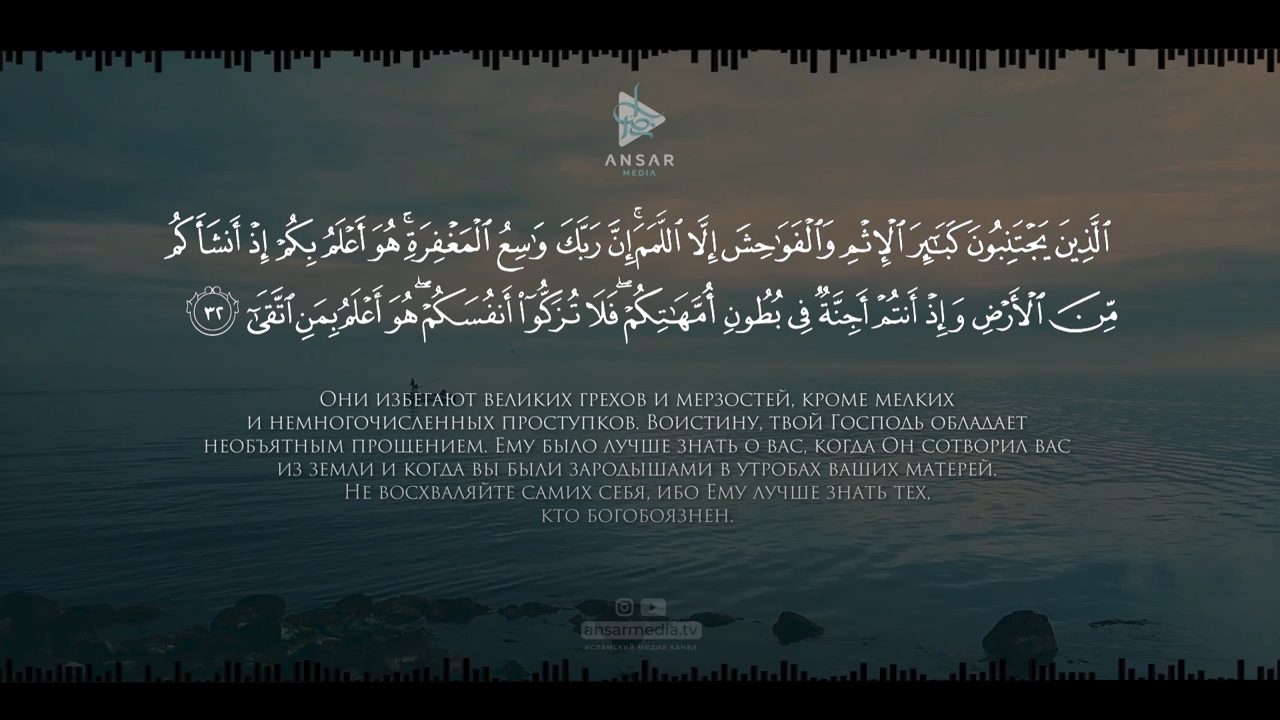 ANSAR
MEDIA
ٱلَّذِينَ يَجْتَنِبُونَ كَبَـٰٓئِرَ ٱلْإِثْمِ وَٱلْفَوَٰحِشَ إِلَّا ٱللَّمَمَ ۚ إِنَّ رَبَّكَ وَٰسِعُ ٱلْمَغْفِرَةِ ۚ هُوَ أَعْلَمُ بِكُمْ إِذْ أَنشَأَكُم
مِّنَ ٱلْأَرْضِ وَإِذْ أَنتُمْ أَجِنَّةٌ فِى بُطُونِ أُمَّهَـٰتِكُمْ ۖ فَلَا تُزَكُّوٓا۟ أَنفُسَكُمْ ۖ هُوَ أَعْلَمُ بِمَنِ ٱتَّقَىٰٓ ٣٢
Они избегают великих грехов и мерзостей, кроме мелких
и немногочисленных проступков. Воистину, твой Господь обладает
необъятным прощением. Ему было лучше знать о вас, когда Он сотворил вас
из земли и когда вы были зародышами в утробах ваших матерей.
Не восхваляйте самих себя, ибо Ему лучше знать тех,
кто богобоязнен.
ansarmedia.tv
исламский медиа канал